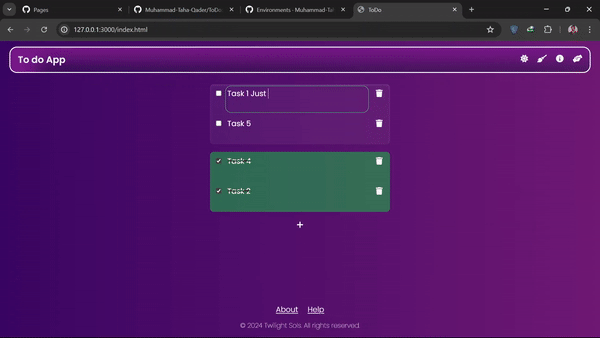 Pages
Muhammad-Taha-Qader/ToDo
Environments · Muhammad-Tah
ToDo
127.0.0.1:3000/index.html
To do App
Task 1 Just
Task 5
Task 4
Task 2
+
About Help
© 2024 Twilight Sols. All rights reserved.